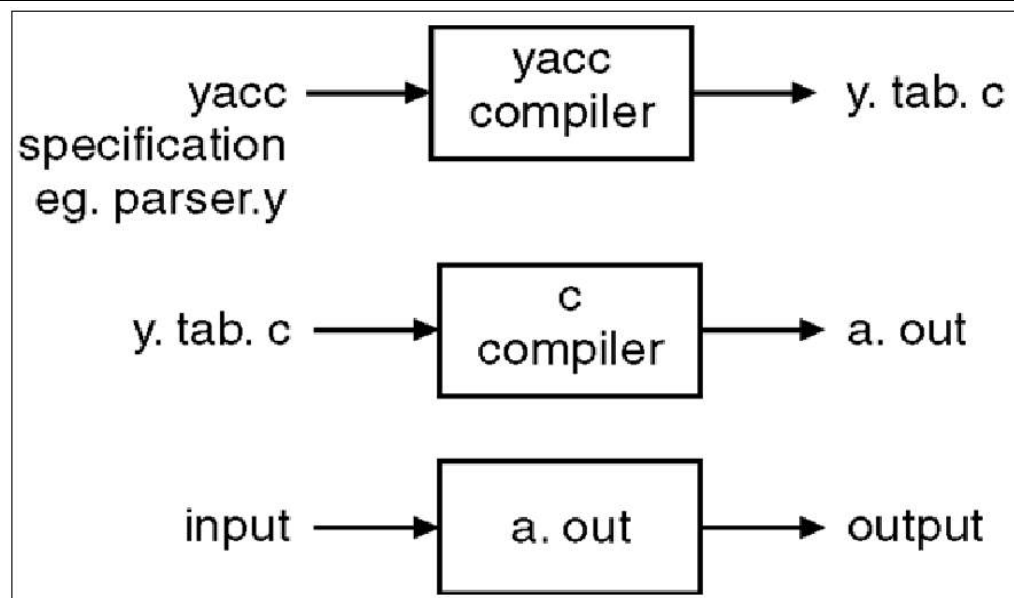 yacc
specification
eg. parser.y
yacc
compiler
y. tab. c
y. tab. c
c
compiler
a. out
input
a. out
output